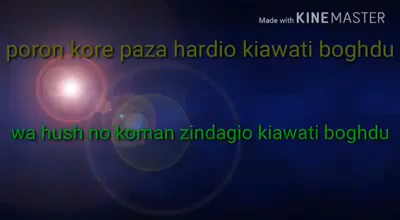 Made with KINEMASTER
poron kore paza hardio kiawati boghdu
wa hush no koman zindagio kiawati boghdu